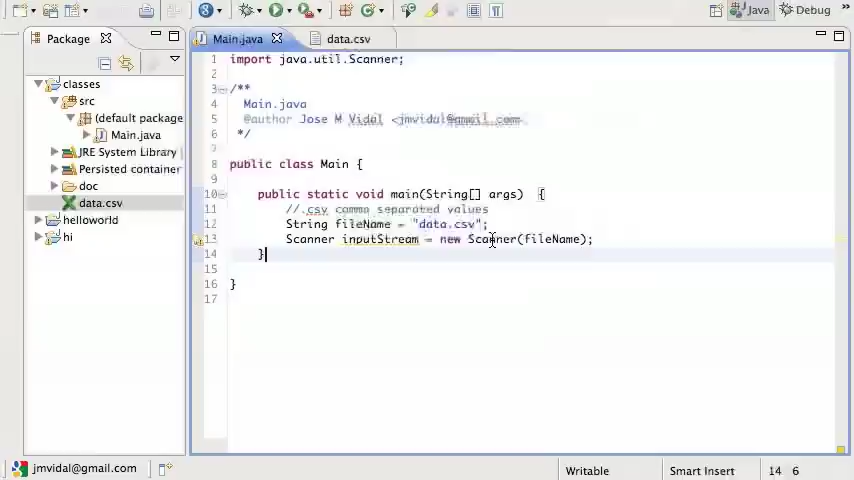 Java
Debug
Package
Main.java
data.csv
classes
src
(default package
Main.java
JRE System Library
Persisted container
doc
data.csv
helloworld
hi
1 import java.util.Scanner;
2
3 /**
4 Main.java
5 @author Jose M Vidal <jmvidal@gmail.com>
6 */
7
8 public class Main {
9
10 public static void main(String[] args) {
11 //.csv comma separated values
12 String fileName = "data.csv";
13 Scanner inputStream = new Scanner(fileName);
14 }
15
16 }
17
jmvidal@gmail.com
Writable
Smart Insert
14
6